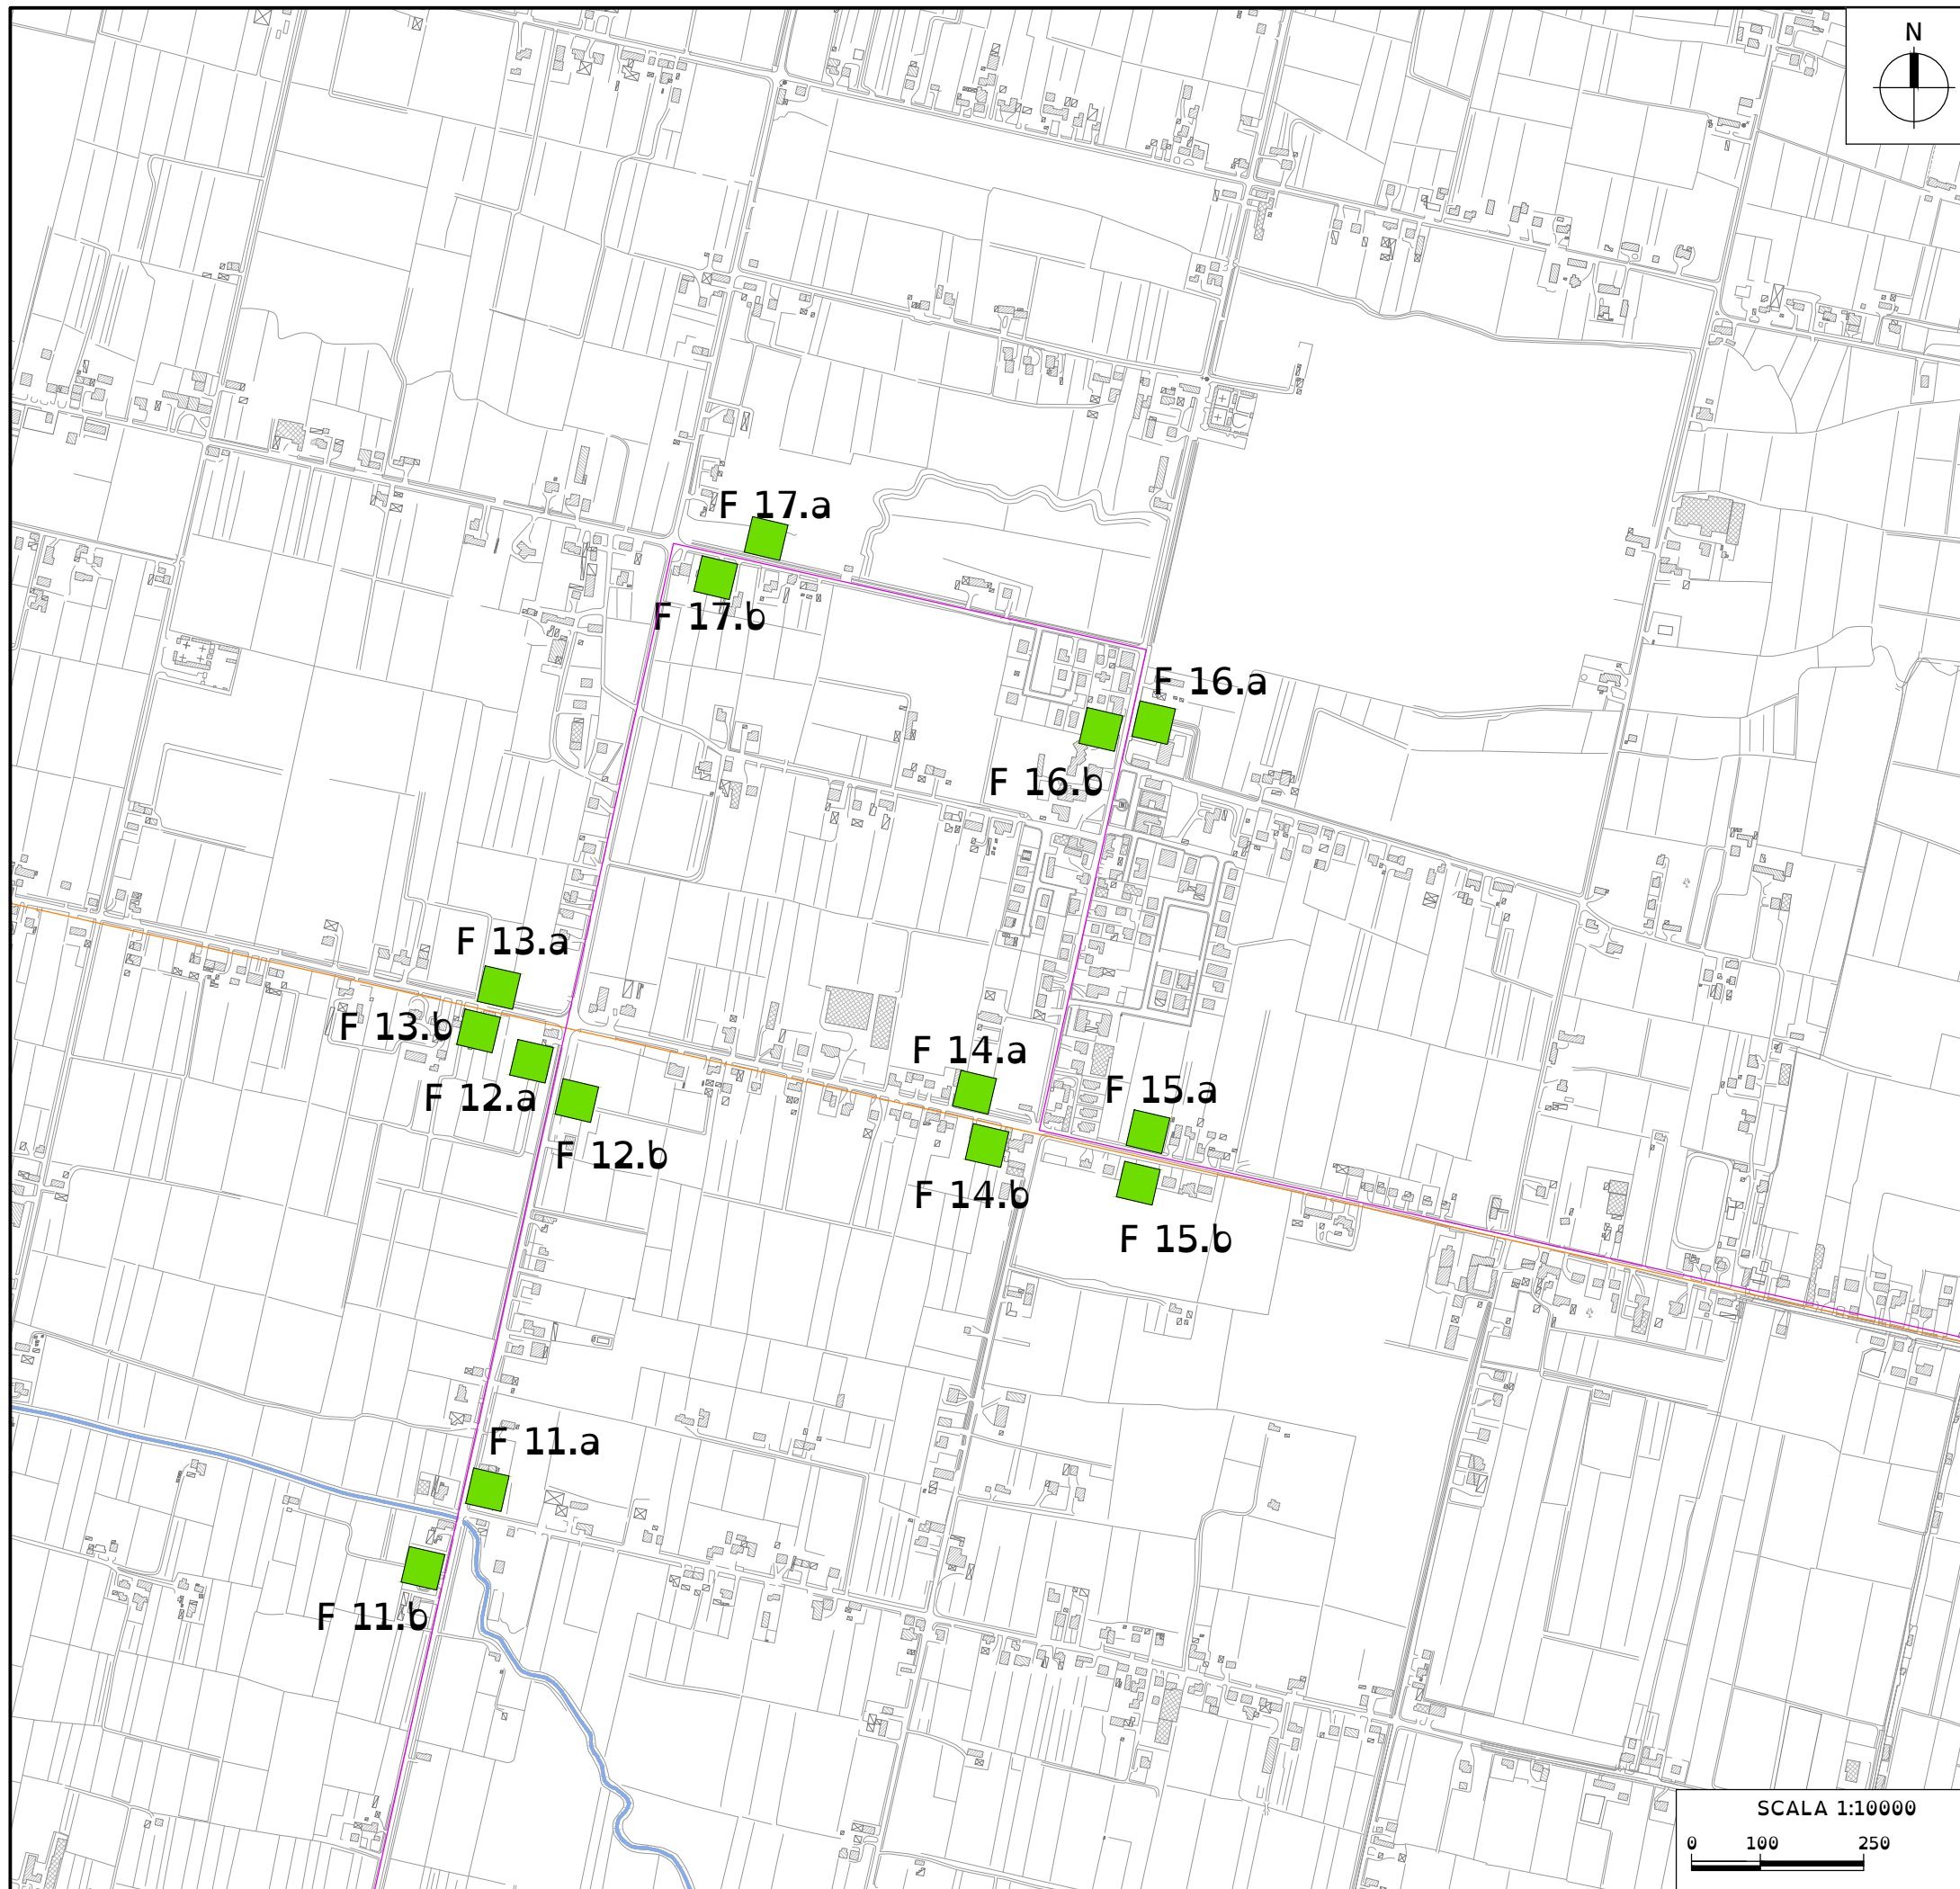 N
F 17.a
F 17.b
F 16.a
F 16.b
F 13.a
F 13.b
F 14.a
F 12.a
F 15.a
F 12.b
F 14.b
F 15.b
F 11.a
F 11.b
SCALA 1:10000
0 100 250